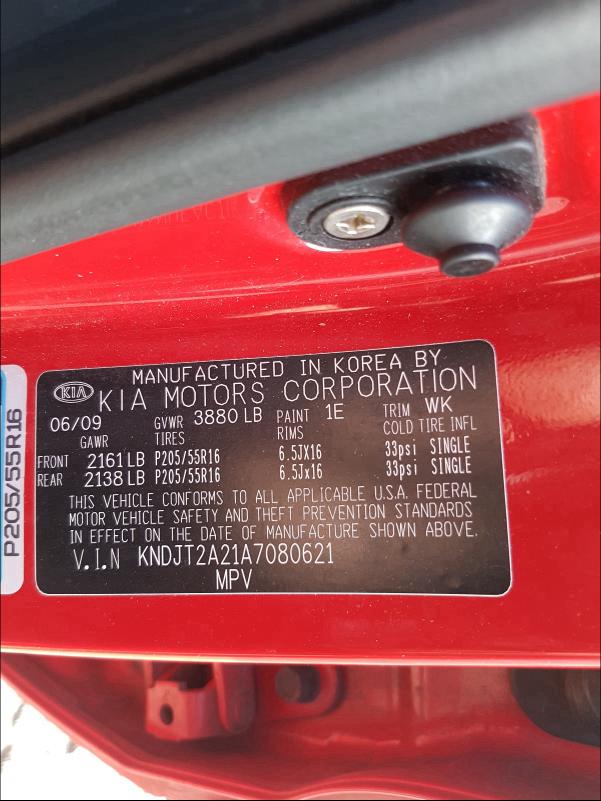 P205/55R16
MANUFACTURED IN KOREA BY
KIA KIA MOTORS CORPORATION
06/09 GVWR 3880 LB PAINT 1E TRIM WK
GAWR TIRES RIMS COLD TIRE INFL
FRONT 2161 LB P205/55R16 6.5JX16 33psi SINGLE
REAR 2138 LB P205/55R16 6.5Jx16 33psi SINGLE
THIS VEHICLE CONFORMS TO ALL APPLICABLE U.S.A. FEDERAL
MOTOR VEHICLE SAFETY AND THEFT PREVENTION STANDARDS
IN EFFECT ON THE DATE OF MANUFACTURE SHOWN ABOVE.
V.I.N KNDJT2A21A7080621
MPV